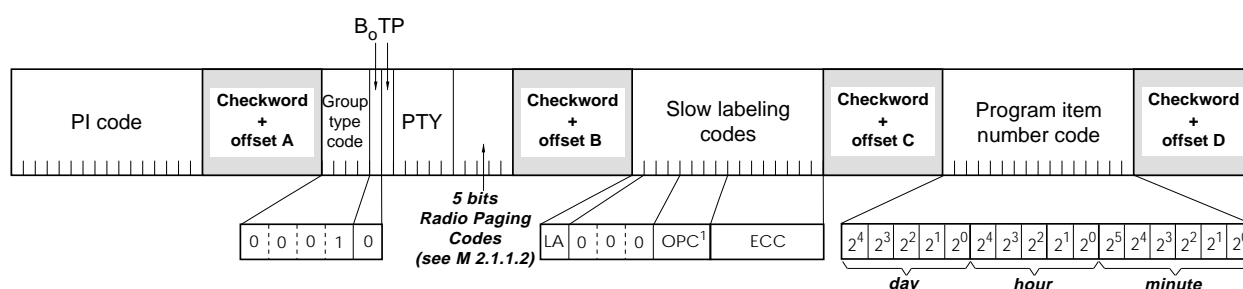 BₒTP
PI code
Checkword
+
offset A
Group
type
code
PTY
Checkword
+
offset B
Slow labeling
codes
Checkword
+
offset C
Program item
number code
Checkword
+
offset D
5 bits
Radio Paging
Codes
(see M 2.1.1.2)
0 0 0 1 0
LA 0 0 0 OPC¹ ECC
2⁴ 2³ 2² 2¹ 2⁰ 2⁴ 2³ 2² 2¹ 2⁰ 2⁵ 2⁴ 2³ 2² 2¹ 2⁰
day hour minute